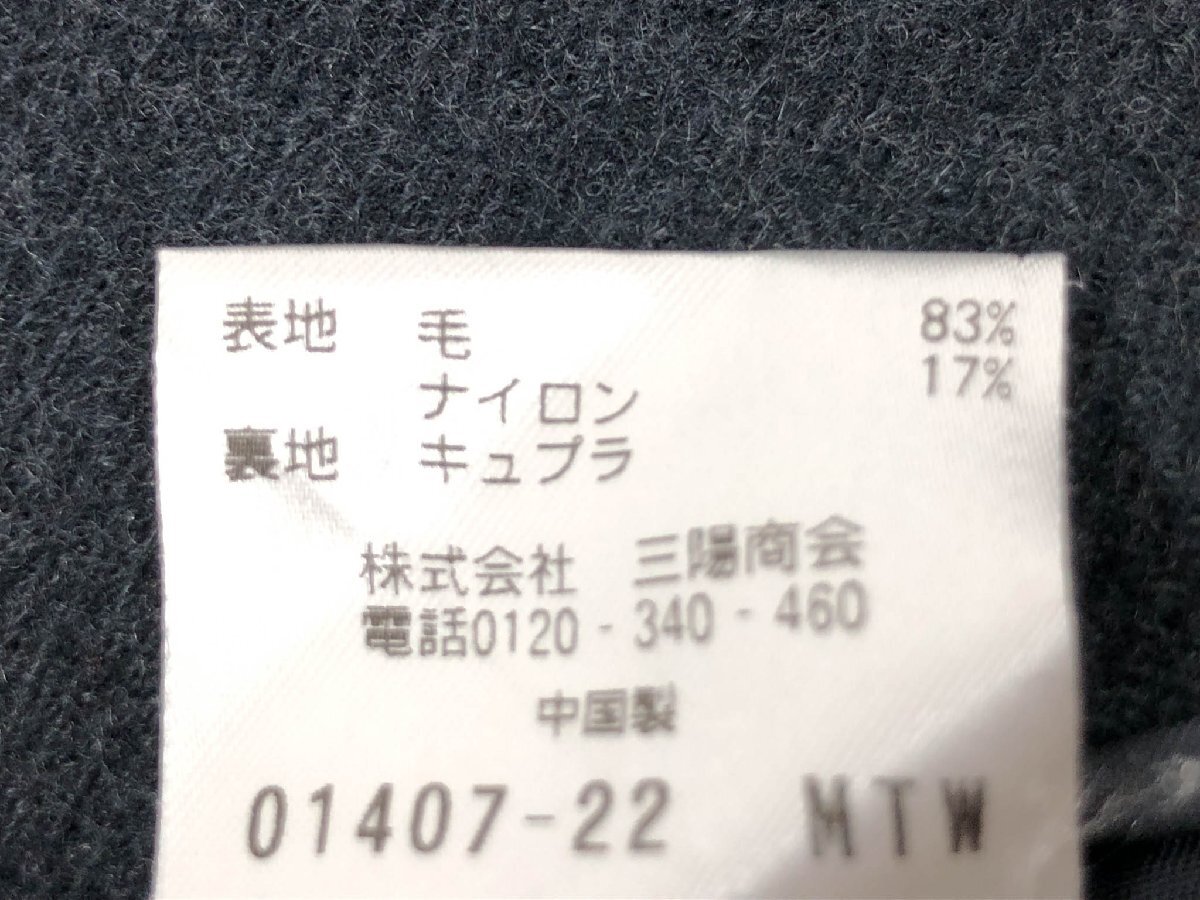 表地 毛 83%
ナイロン 17%
裏地 キュプラ
株式会社 三陽商会
電話0120-340-460
中国製
01407-22 MTW